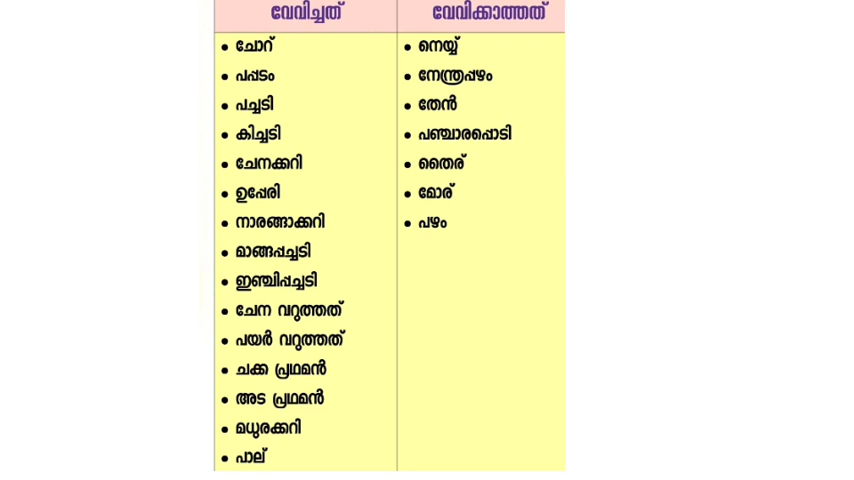 വേവിച്ചത് വേവിക്കാത്തത്
• ചോറ് • നെയ്യ്
• പപ്പടം • നേന്ത്രപ്പഴം
• പച്ചടി • തേൻ
• കിച്ചടി • പഞ്ചാരപ്പൊടി
• ചേനക്കറി • തൈര്
• ഉപ്പേരി • മോര്
• നാരങ്ങാക്കറി • പഴം
• മാങ്ങപ്പച്ചടി
• ഇഞ്ചിപ്പച്ചടി
• ചേന വറുത്തത്
• പയർ വറുത്തത്
• ചക്ക പ്രഥമൻ
• അട പ്രഥമൻ
• മധുരക്കറി
• പാല്